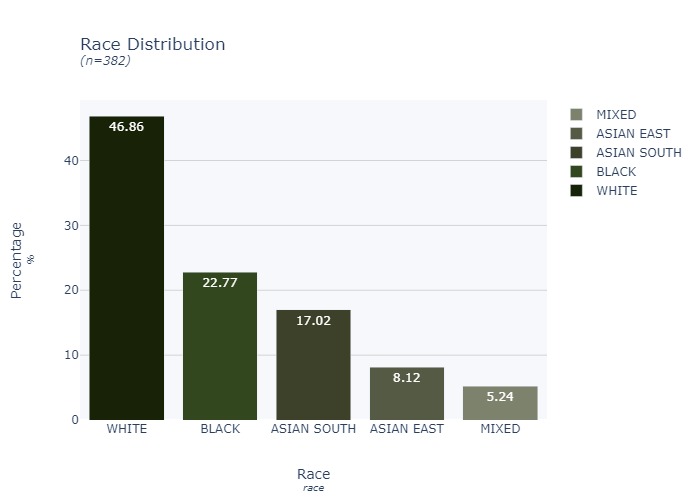 Race Distribution
(n=382)
MIXED
ASIAN EAST
ASIAN SOUTH
BLACK
WHITE
Percentage
%
40
30
20
10
0
46.86
22.77
17.02
8.12
5.24
WHITE
BLACK
ASIAN SOUTH
ASIAN EAST
MIXED
Race
race